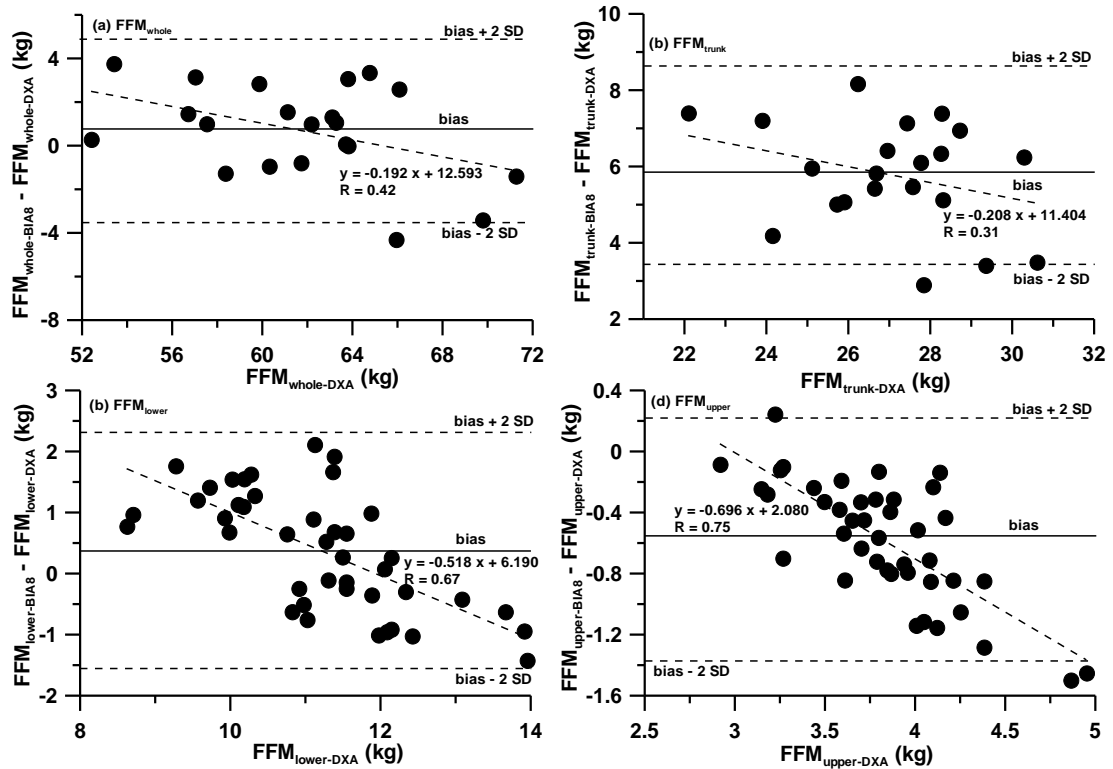 (a) FFMwhole
bias + 2 SD
bias
y = -0.192 x + 12.593
R = 0.42
bias - 2 SD
4
0
-4
-8
52 56 60 64 68 72
FFMwhole-BIA8 - FFMwhole-DXA (kg)
FFMwhole-DXA (kg)
(b) FFMtrunk
bias + 2 SD
bias
y = -0.208 x + 11.404
R = 0.31
bias - 2 SD
10
8
6
4
2
22 24 26 28 30 32
FFMtrunk-BIA8 - FFMtrunk-DXA (kg)
FFMtrunk-DXA (kg)
(b) FFMlower
bias + 2 SD
bias
y = -0.518 x + 6.190
R = 0.67
bias - 2 SD
3
2
1
0
-1
-2
8 10 12 14
FFMlower-BIA8 - FFMlower-DXA (kg)
FFMlower-DXA (kg)
(d) FFMupper
bias + 2 SD
y = -0.696 x + 2.080
R = 0.75
bias
bias - 2 SD
0.4
0
-0.4
-0.8
-1.2
-1.6
2.5 3 3.5 4 4.5 5
FFMupper-BIA8 - FFMupper-DXA (kg)
FFMupper-DXA (kg)